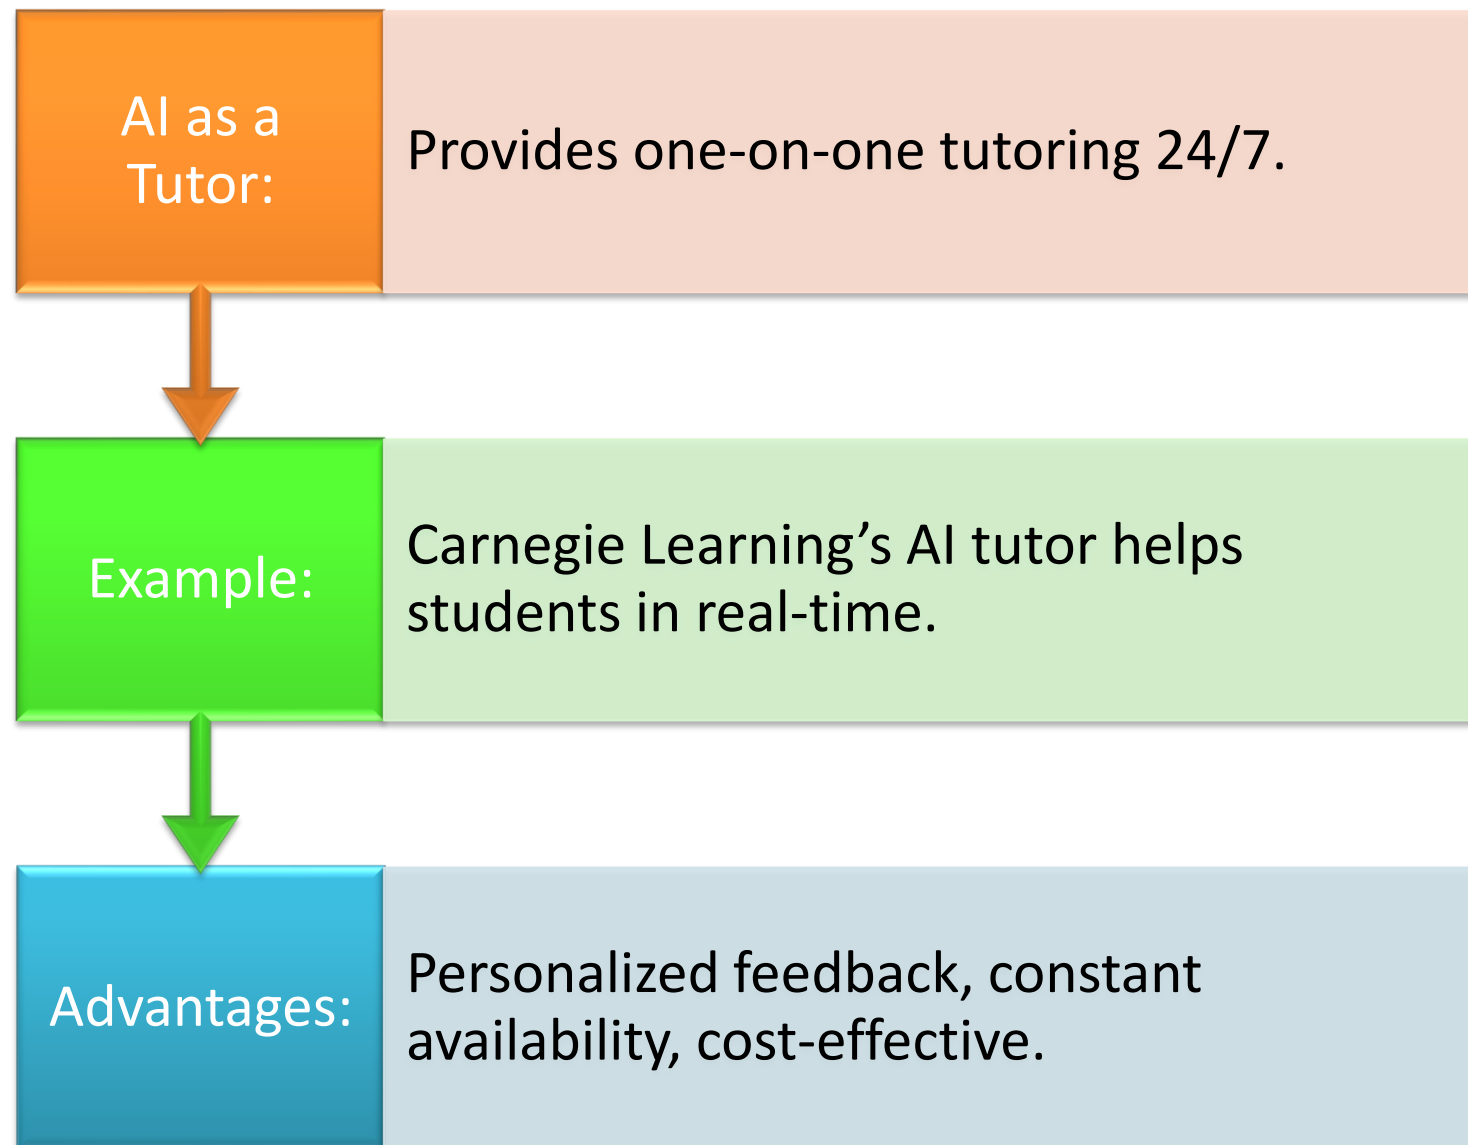 AI as a
Tutor:
Provides one-on-one tutoring 24/7.
Example:
Carnegie Learning’s AI tutor helps
students in real-time.
Advantages:
Personalized feedback, constant
availability, cost-effective.